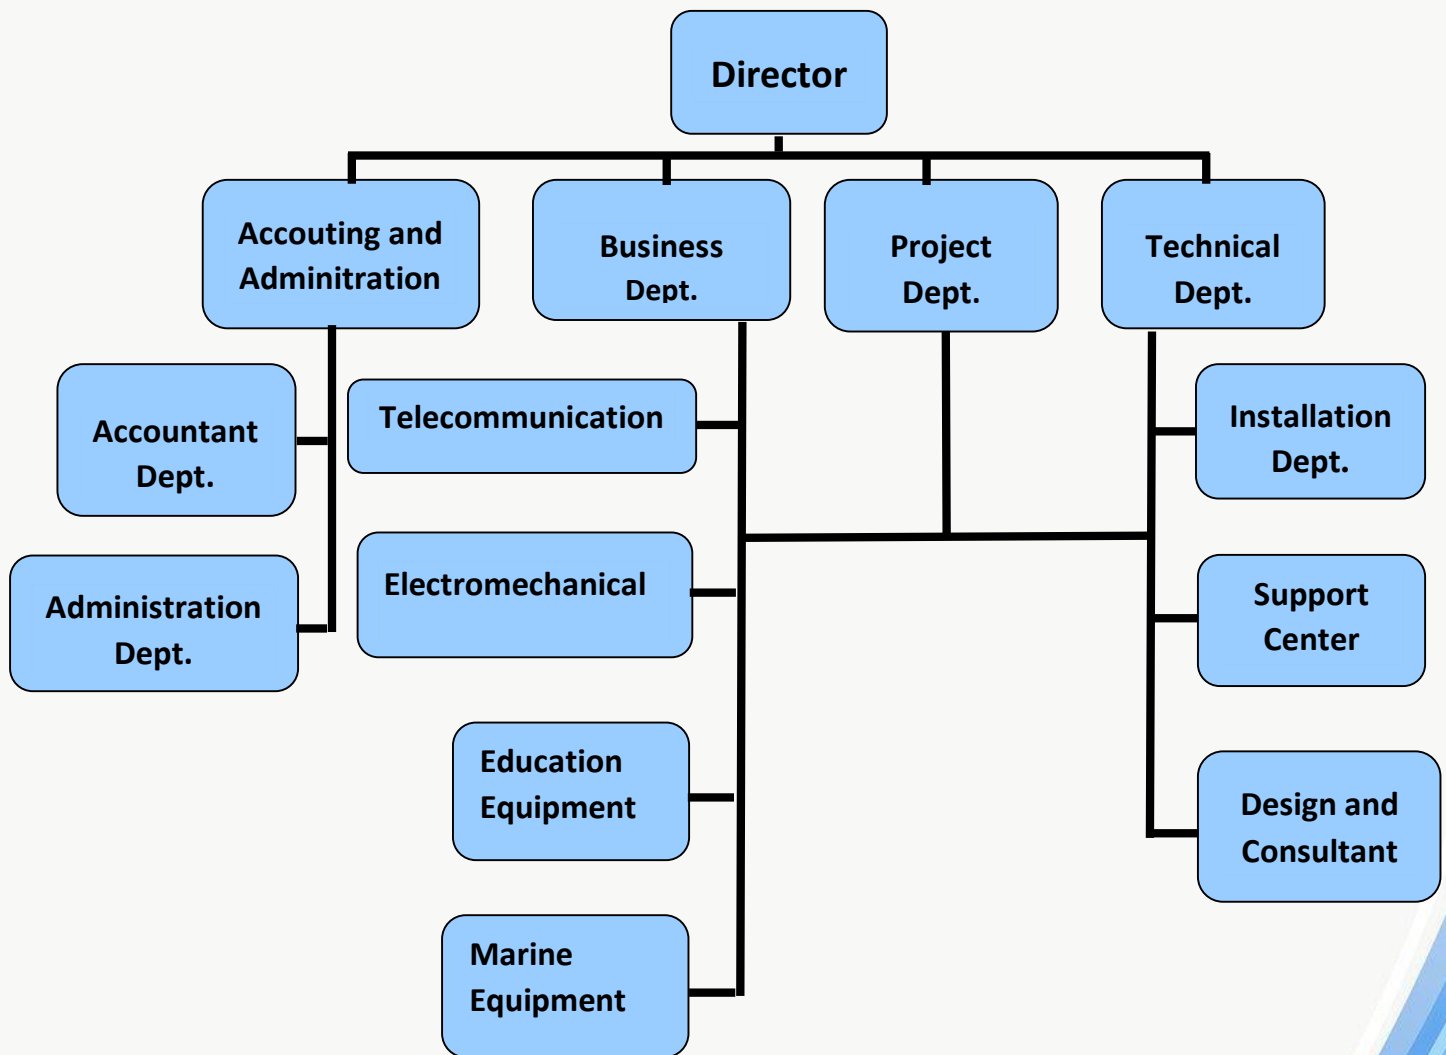 Director
Accouting and
Adminitration
Business
Dept.
Project
Dept.
Technical
Dept.
Accountant
Dept.
Telecommunication
Installation
Dept.
Administration
Dept.
Electromechanical
Support
Center
Education
Equipment
Design and
Consultant
Marine
Equipment